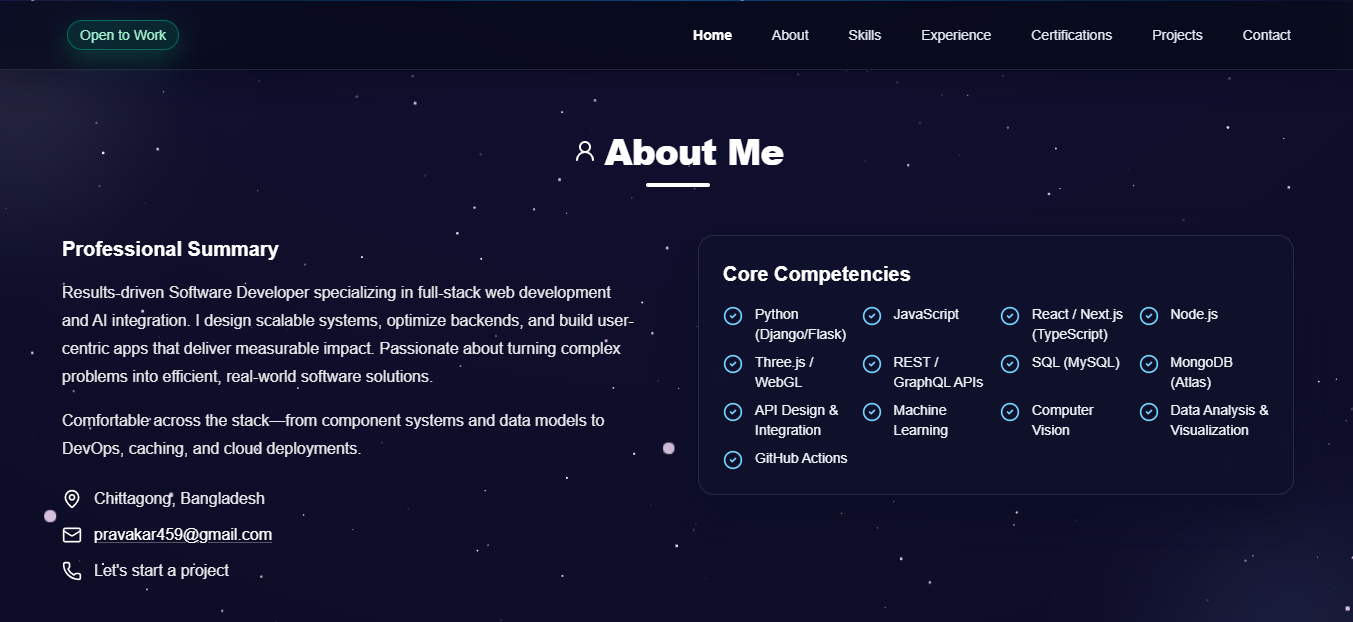 Open to Work
Home
About
Skills
Experience
Certifications
Projects
Contact
About Me
Professional Summary
Results-driven Software Developer specializing in full-stack web development
and AI integration. I design scalable systems, optimize backends, and build user-
centric apps that deliver measurable impact. Passionate about turning complex
problems into efficient, real-world software solutions.
Comfortable across the stack—from component systems and data models to
DevOps, caching, and cloud deployments.
Chittagong, Bangladesh
pravakar459@gmail.com
Let's start a project
Core Competencies
Python
(Django/Flask)
JavaScript
React / Next.js
(TypeScript)
Node.js
Three.js /
WebGL
REST /
GraphQL APIs
SQL (MySQL)
MongoDB
(Atlas)
API Design &
Integration
Machine
Learning
Computer
Vision
Data Analysis &
Visualization
GitHub Actions